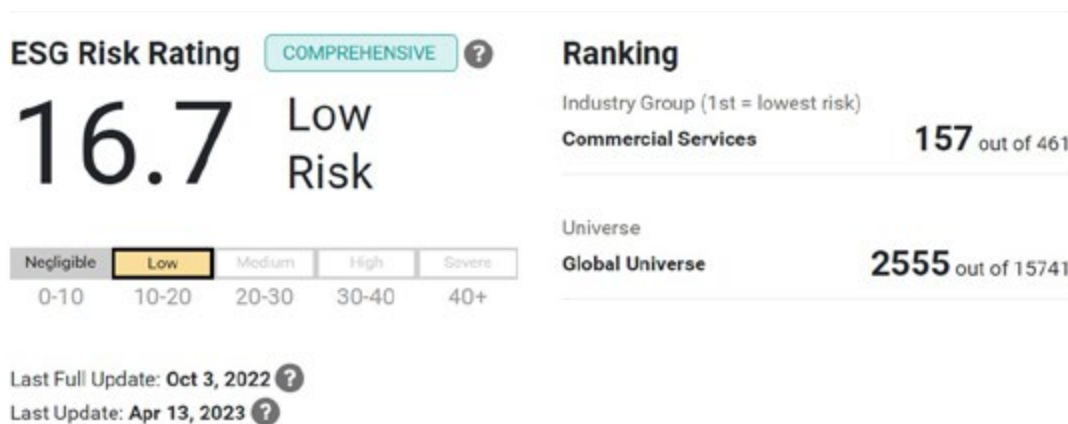 ESG Risk Rating COMPREHENSIVE ?
16.7 Low Risk
Negligible Low Medium High Severe
0-10 10-20 20-30 30-40 40+
Last Full Update: Oct 3, 2022 ?
Last Update: Apr 13, 2023 ?
Ranking
Industry Group (1st = lowest risk)
Commercial Services 157 out of 461
Universe
Global Universe 2555 out of 15741